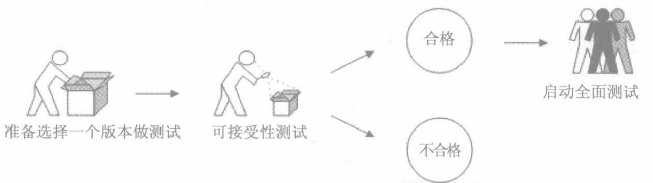 合格
启动全面测试
准备选择一个版本做测试
可接受性测试
不合格